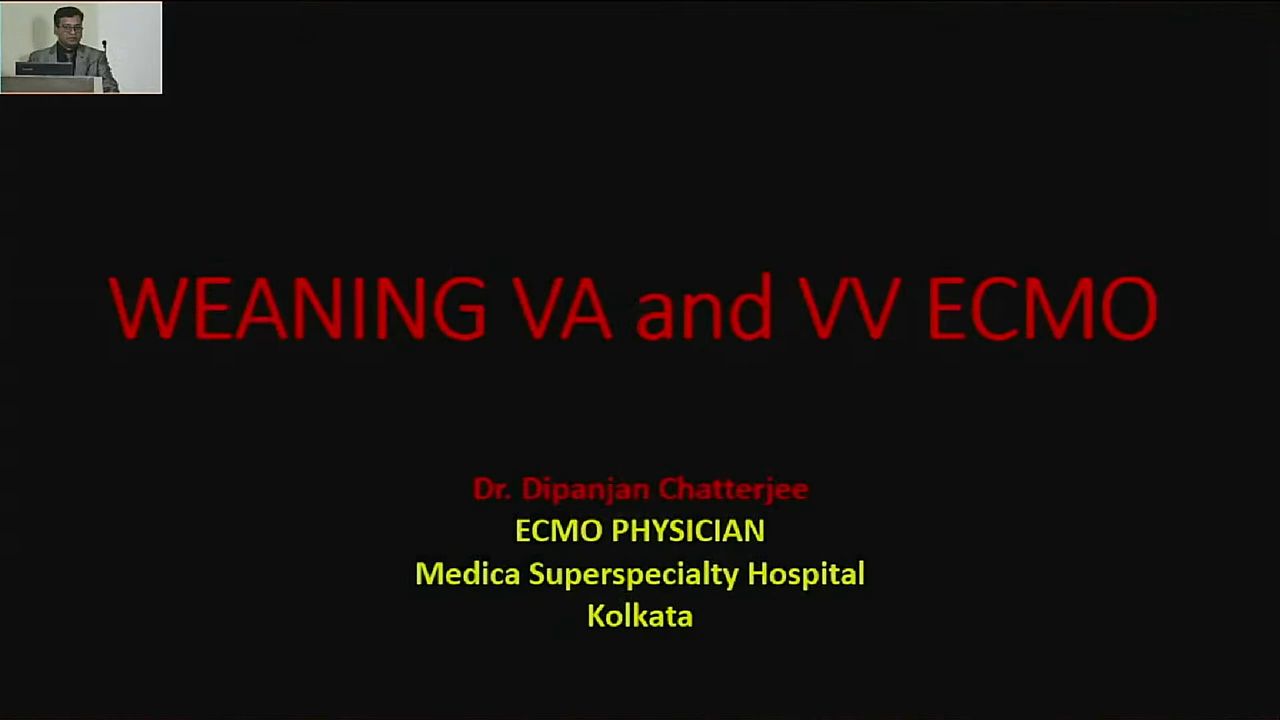 WEANING VA and VV ECMO
Dr. Dipanjan Chatterjee
ECMO PHYSICIAN
Medica Superspecialty Hospital
Kolkata